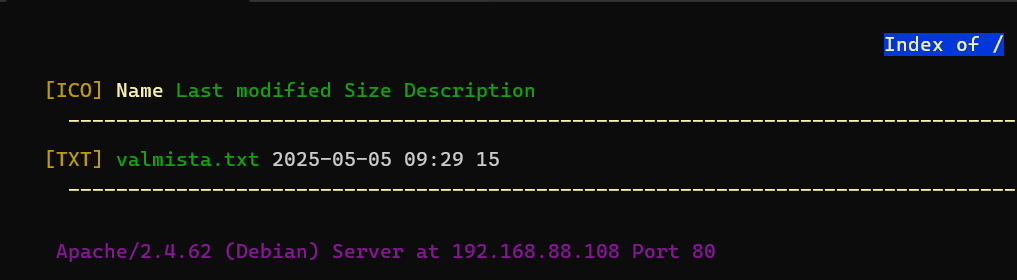 Index of /
[ICO] Name Last modified Size Description
[TXT] valmista.txt 2025-05-05 09:29 15
Apache/2.4.62 (Debian) Server at 192.168.88.108 Port 80